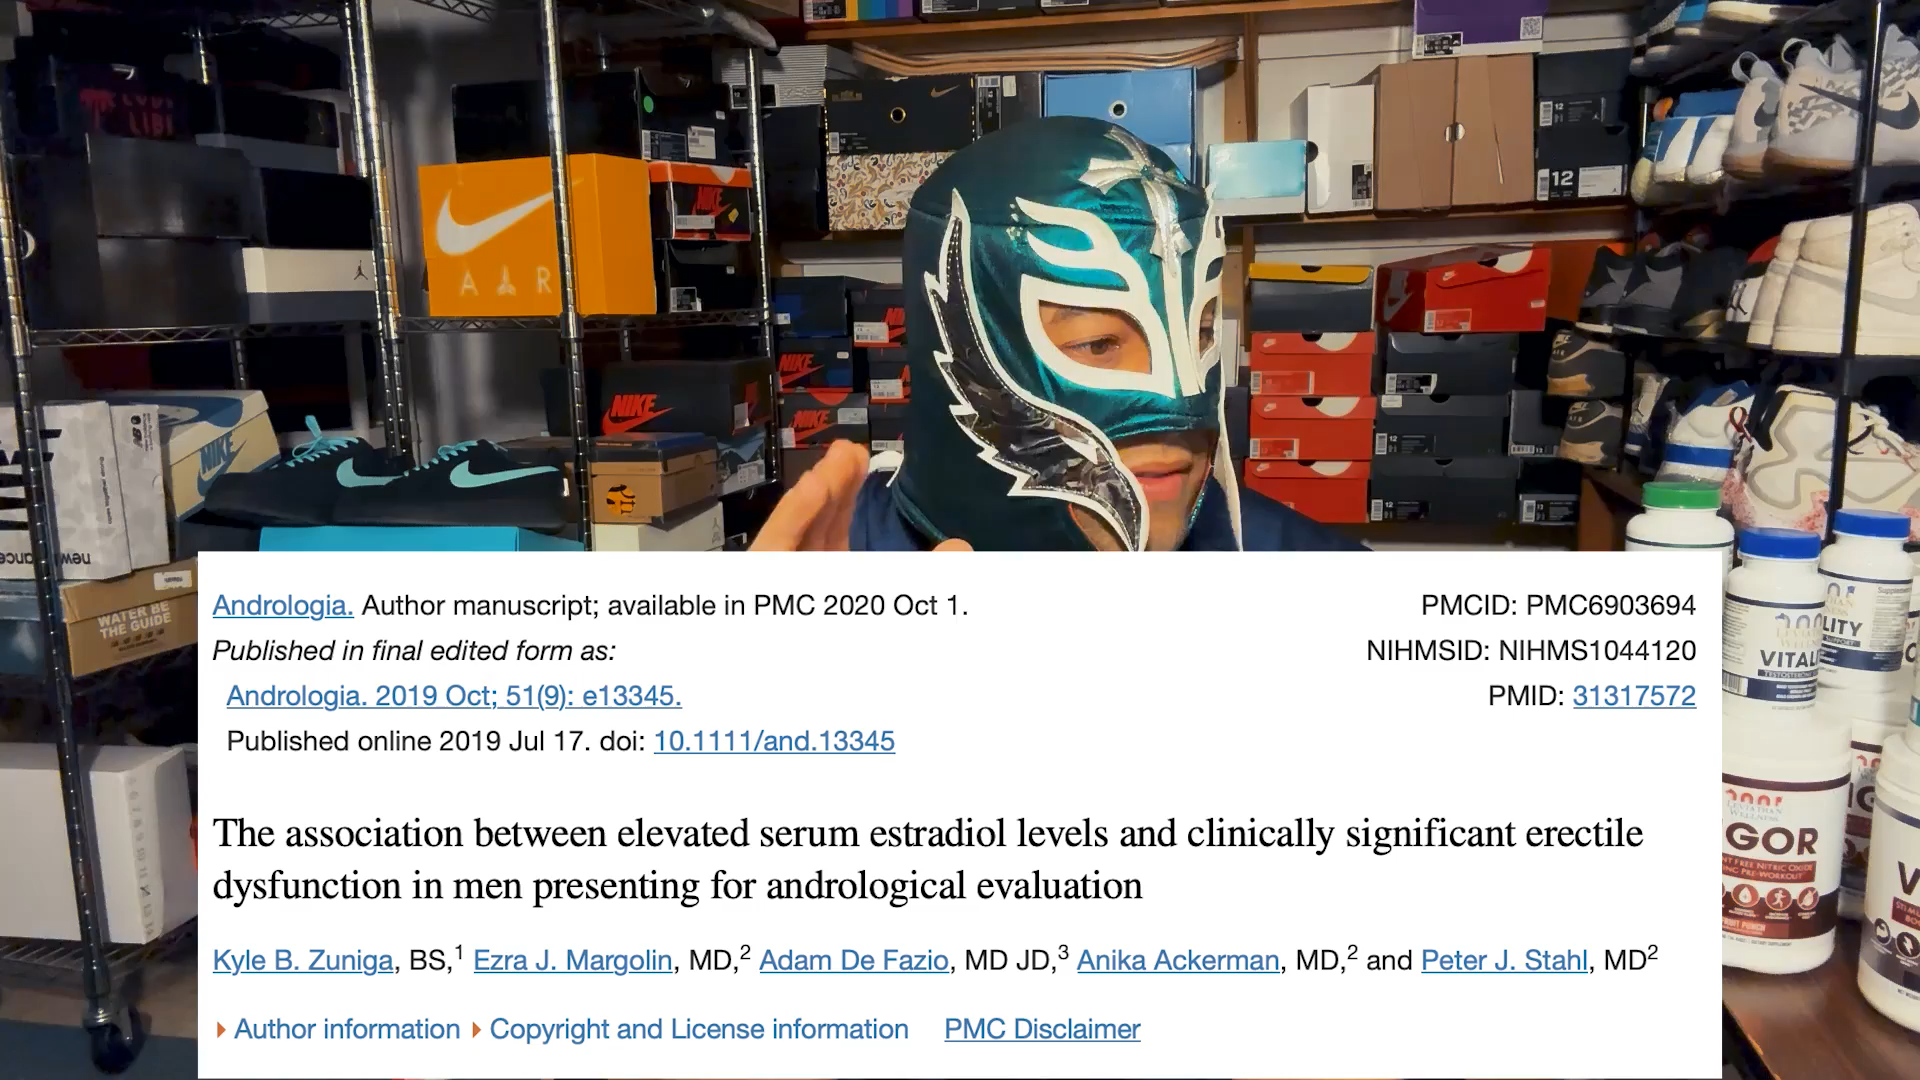 AIR
NIKE
NIKE
NIKE
NIKE
NIKE
12
12
WATER BE
THE GUIDE
new
VITAL
LITY
GOR
Andrologia. Author manuscript; available in PMC 2020 Oct 1.
PMCID: PMC6903694
Published in final edited form as:
NIHMSID: NIHMS1044120
Andrologia. 2019 Oct; 51(9): e13345.
PMID: 31317572
Published online 2019 Jul 17. doi: 10.1111/and.13345
The association between elevated serum estradiol levels and clinically significant erectile
dysfunction in men presenting for andrological evaluation
Kyle B. Zuniga, BS,1 Ezra J. Margolin, MD,2 Adam De Fazio, MD JD,3 Anika Ackerman, MD,2 and Peter J. Stahl, MD2
Author information Copyright and License information PMC Disclaimer